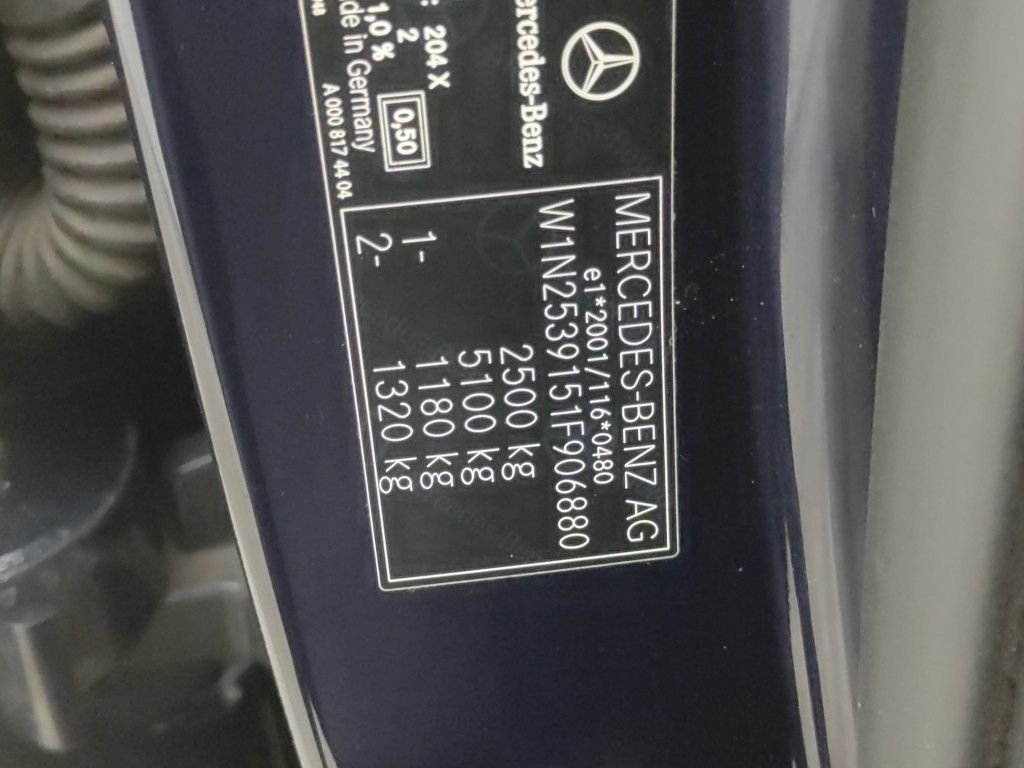 Mercedes-Benz
204 X
2
1,0 %
0,50
Made in Germany
A 000 817 44 04
MERCEDES-BENZ AG
e1*2001/116*0480
W1N2539151F906880
2500 kg
5100 kg
1- 1180 kg
2- 1320 kg